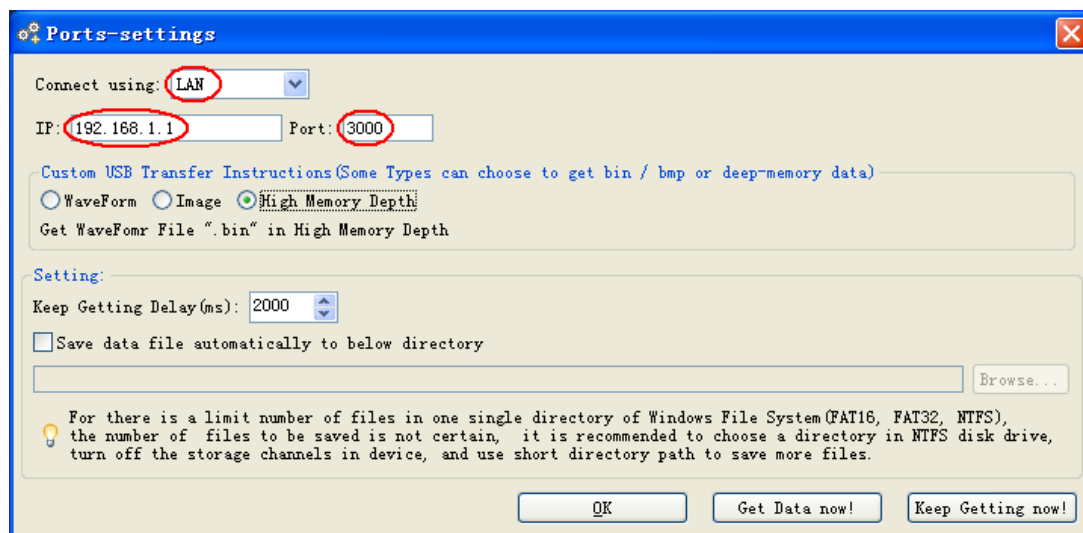 Ports-settings
Connect using: LAN
IP: 192.168.1.1 Port: 3000
Custom USB Transfer Instructions(Some Types can choose to get bin / bmp or deep-memory data)
WaveForm Image High Memory Depth
Get WaveFomr File ".bin" in High Memory Depth
Setting:
Keep Getting Delay(ms): 2000
Save data file automatically to below directory
Browse...
For there is a limit number of files in one single directory of Windows File System(FAT16, FAT32, NTFS),
the number of files to be saved is not certain, it is recommended to choose a directory in NTFS disk drive,
turn off the storage channels in device, and use short directory path to save more files.
OK Get Data now! Keep Getting now!